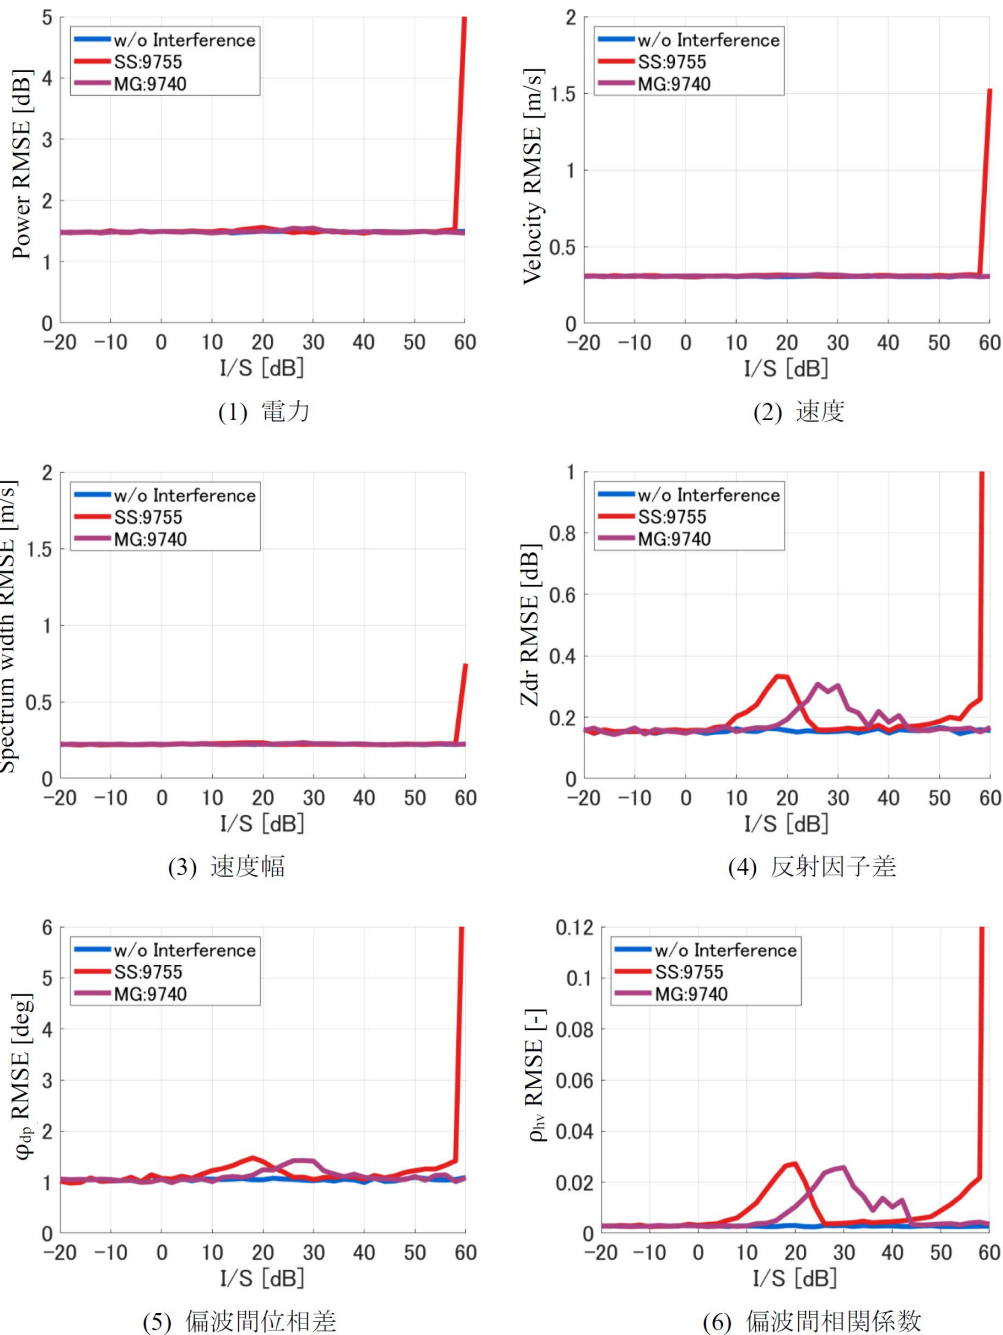 Power RMSE [dB]
5
4
3
2
1
0
w/o Interference
SS:9755
MG:9740
-20 -10 0 10 20 30 40 50 60
I/S [dB]
(1) 電力
Velocity RMSE [m/s]
2
1.5
1
0.5
0
w/o Interference
SS:9755
MG:9740
-20 -10 0 10 20 30 40 50 60
I/S [dB]
(2) 速度
Spectrum width RMSE [m/s]
2
1.5
1
0.5
0
w/o Interference
SS:9755
MG:9740
-20 -10 0 10 20 30 40 50 60
I/S [dB]
(3) 速度幅
Zdr RMSE [dB]
1
0.8
0.6
0.4
0.2
0
w/o Interference
SS:9755
MG:9740
-20 -10 0 10 20 30 40 50 60
I/S [dB]
(4) 反射因子差
φdp RMSE [deg]
6
5
4
3
2
1
0
w/o Interference
SS:9755
MG:9740
-20 -10 0 10 20 30 40 50 60
I/S [dB]
(5) 偏波間位相差
ρhv RMSE [-]
0.12
0.1
0.08
0.06
0.04
0.02
0
w/o Interference
SS:9755
MG:9740
-20 -10 0 10 20 30 40 50 60
I/S [dB]
(6) 偏波間相関係数